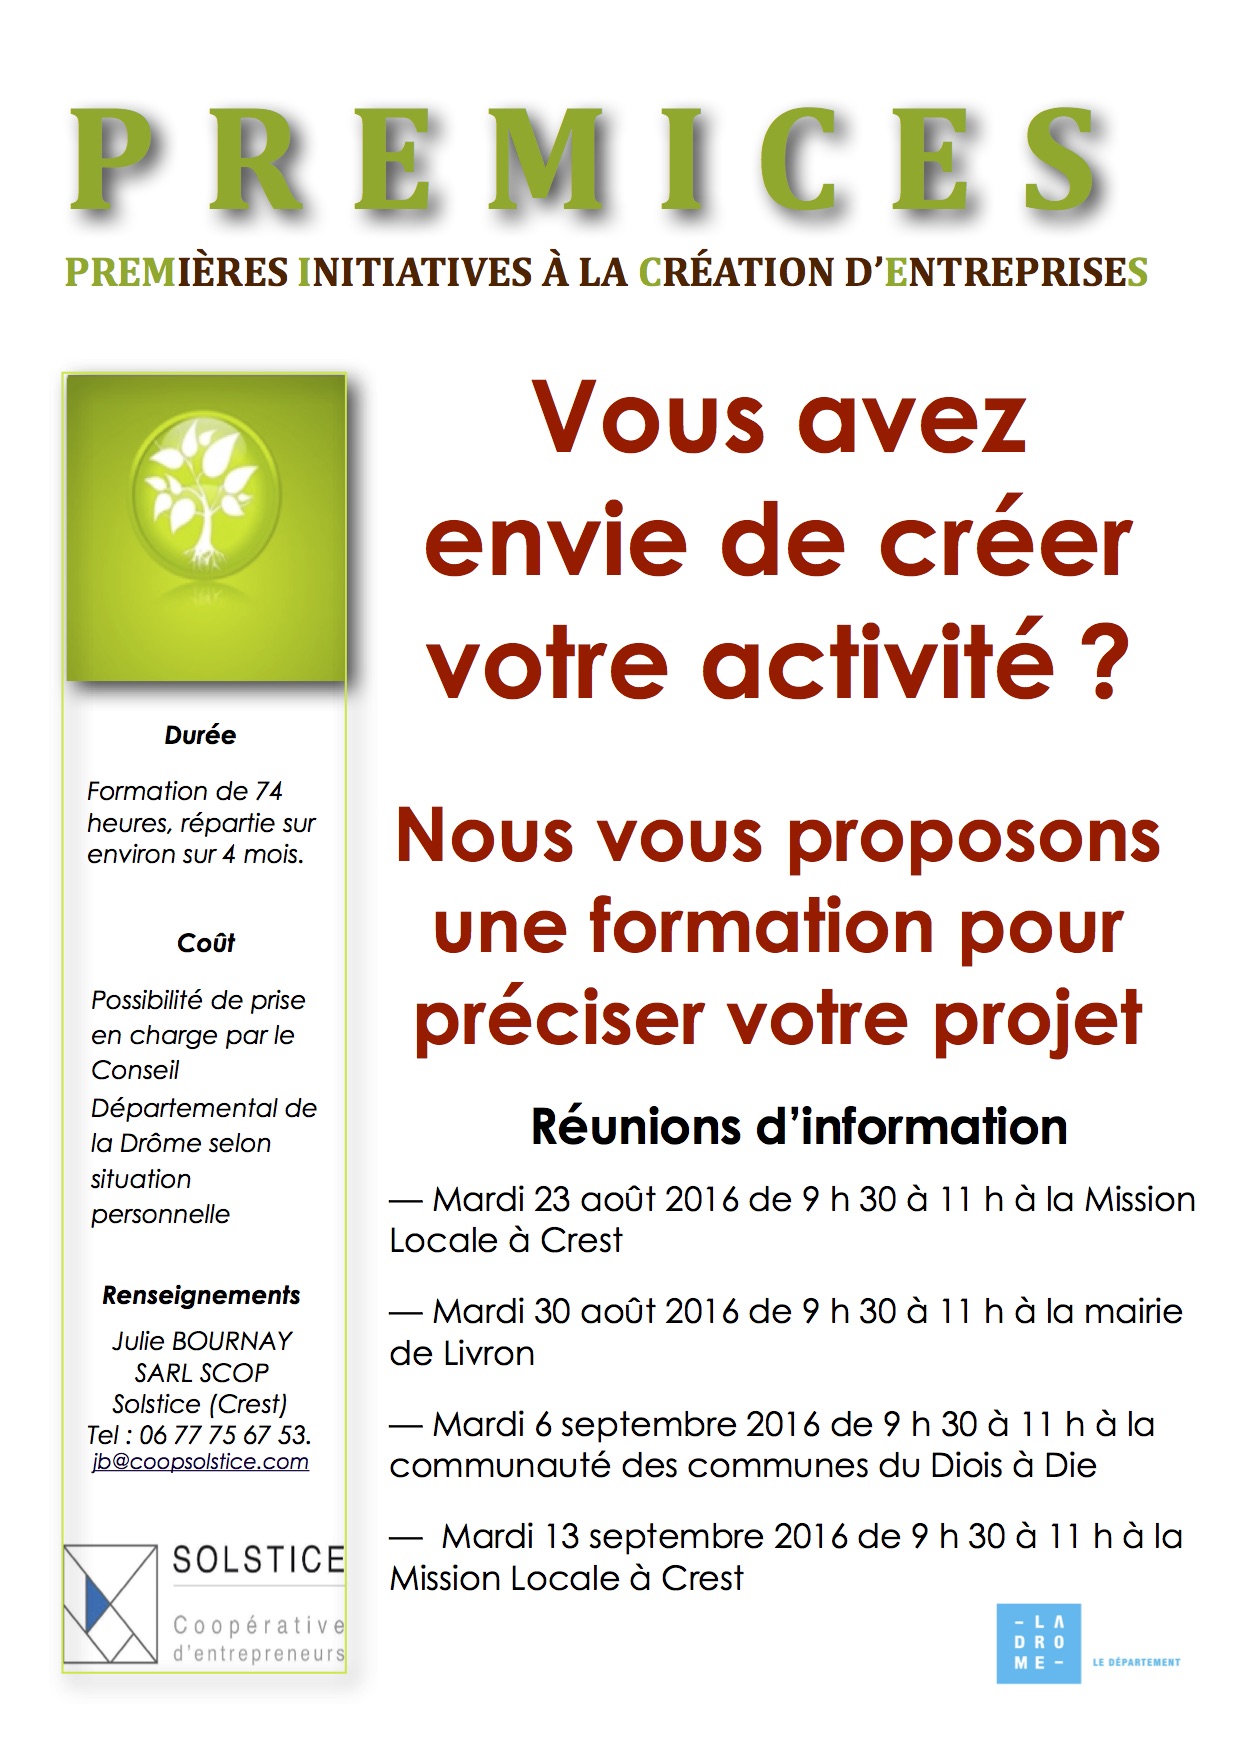 PREMICES
PREMIÈRES INITIATIVES À LA CRÉATION D'ENTREPRISES
Vous avez
envie de créer
votre activité ?
Nous vous proposons
une formation pour
préciser votre projet
Durée
Formation de 74
heures, répartie sur
environ sur 4 mois.
Coût
Possibilité de prise
en charge par le
Conseil
Départemental de
la Drôme selon
situation
personnelle
Renseignements
Julie BOURNAY
SARL SCOP
Solstice (Crest)
Tel : 06 77 75 67 53.
jb@coopsolstice.com
SOLSTICE
Coopérative
d'entrepreneurs
Réunions d'information
— Mardi 23 août 2016 de 9 h 30 à 11 h à la Mission
Locale à Crest
— Mardi 30 août 2016 de 9 h 30 à 11 h à la mairie
de Livron
— Mardi 6 septembre 2016 de 9 h 30 à 11 h à la
communauté des communes du Diois à Die
— Mardi 13 septembre 2016 de 9 h 30 à 11 h à la
Mission Locale à Crest
– L A
D R O
M E –
LE DÉPARTEMENT